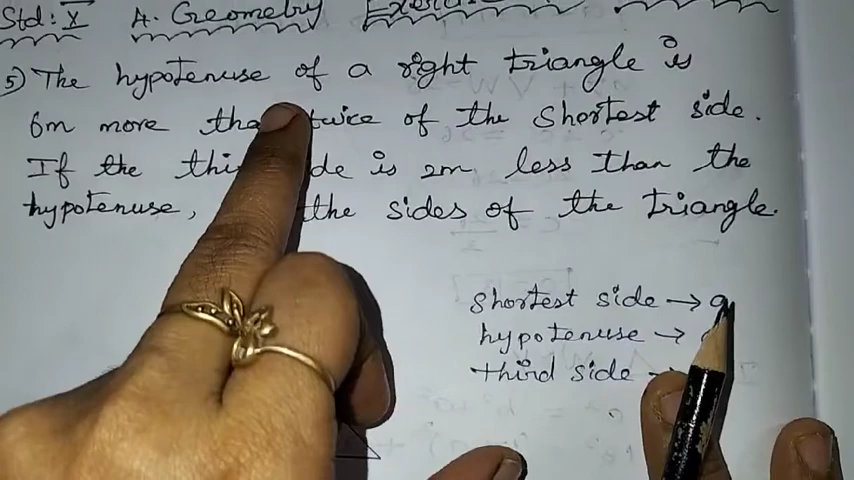 Std: X A. Geometry
5) The hypotenuse of a right triangle is
6m more than twice of the shortest side.
If the de is 2m less than the
hypotenuse, the sides of the triangle.
shortest side → a
hypotenuse →
third side →